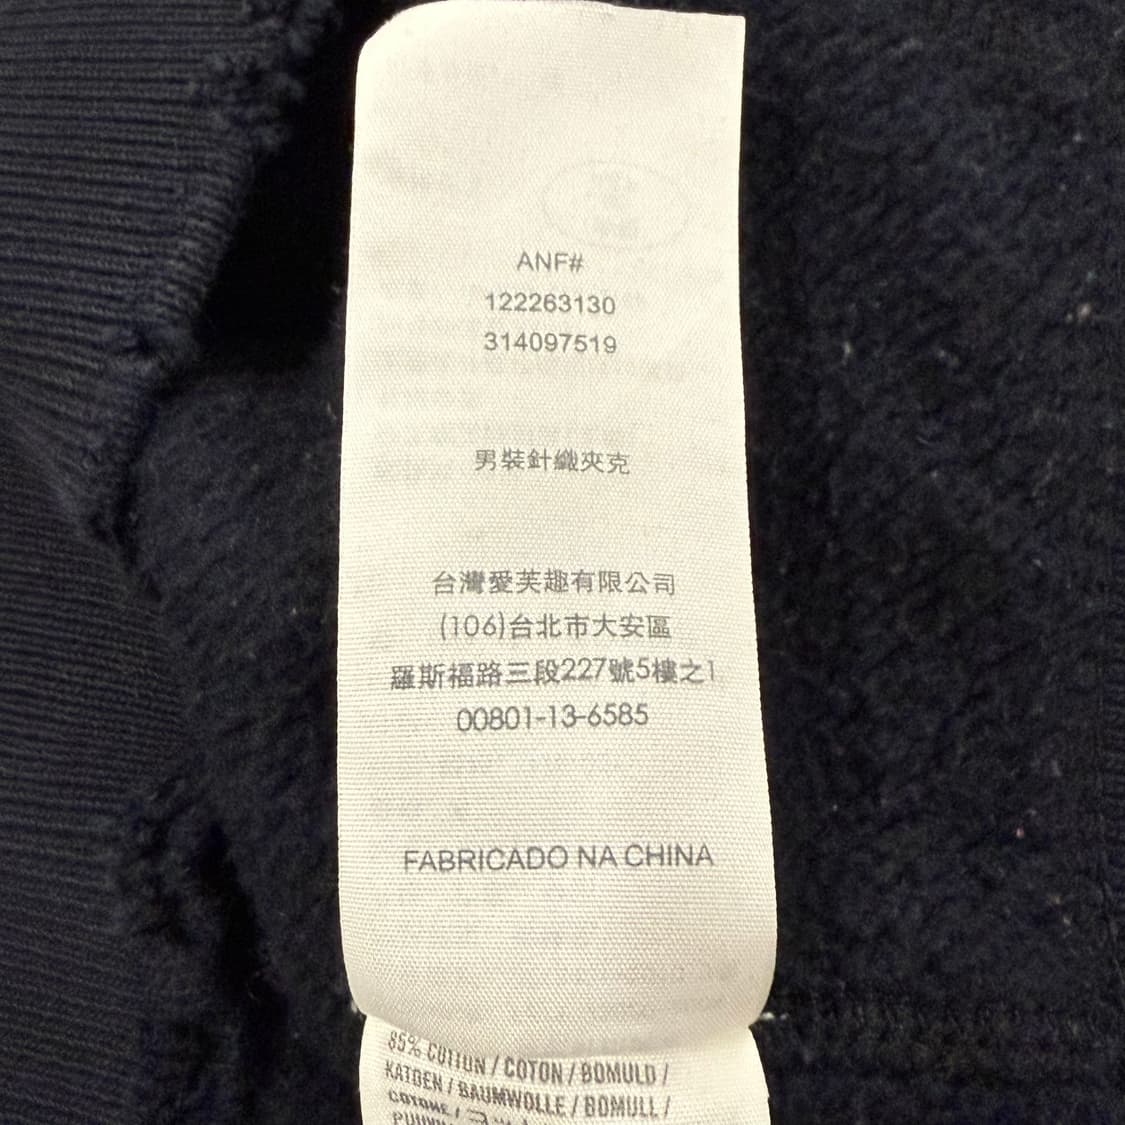 ANF#
122263130
314097519
男裝針織夾克
台灣愛芙趣有限公司
(106)台北市大安區
羅斯福路三段227號5樓之1
00801-13-6585
FABRICADO NA CHINA
85% COTTON / COTON / BOMULD /
KATOEN / BAUMWOLLE / BOMULL /